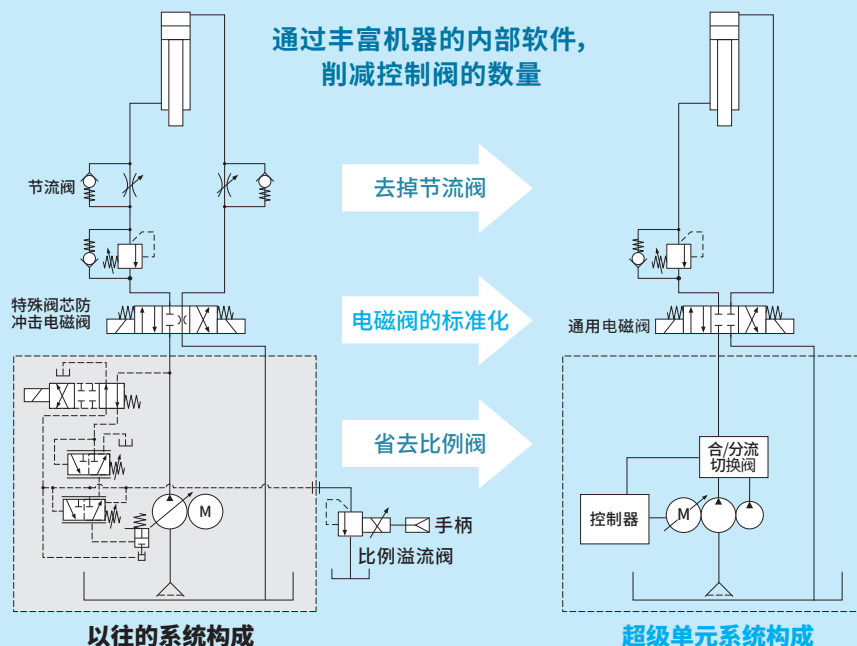 通过丰富机器的内部软件，
削减控制阀的数量
节流阀
去掉节流阀
特殊阀芯防
冲击电磁阀
电磁阀的标准化
通用电磁阀
省去比例阀
合/分流
切换阀
M
手柄
比例溢流阀
控制器
M
以往的系统构成
超级单元系统构成